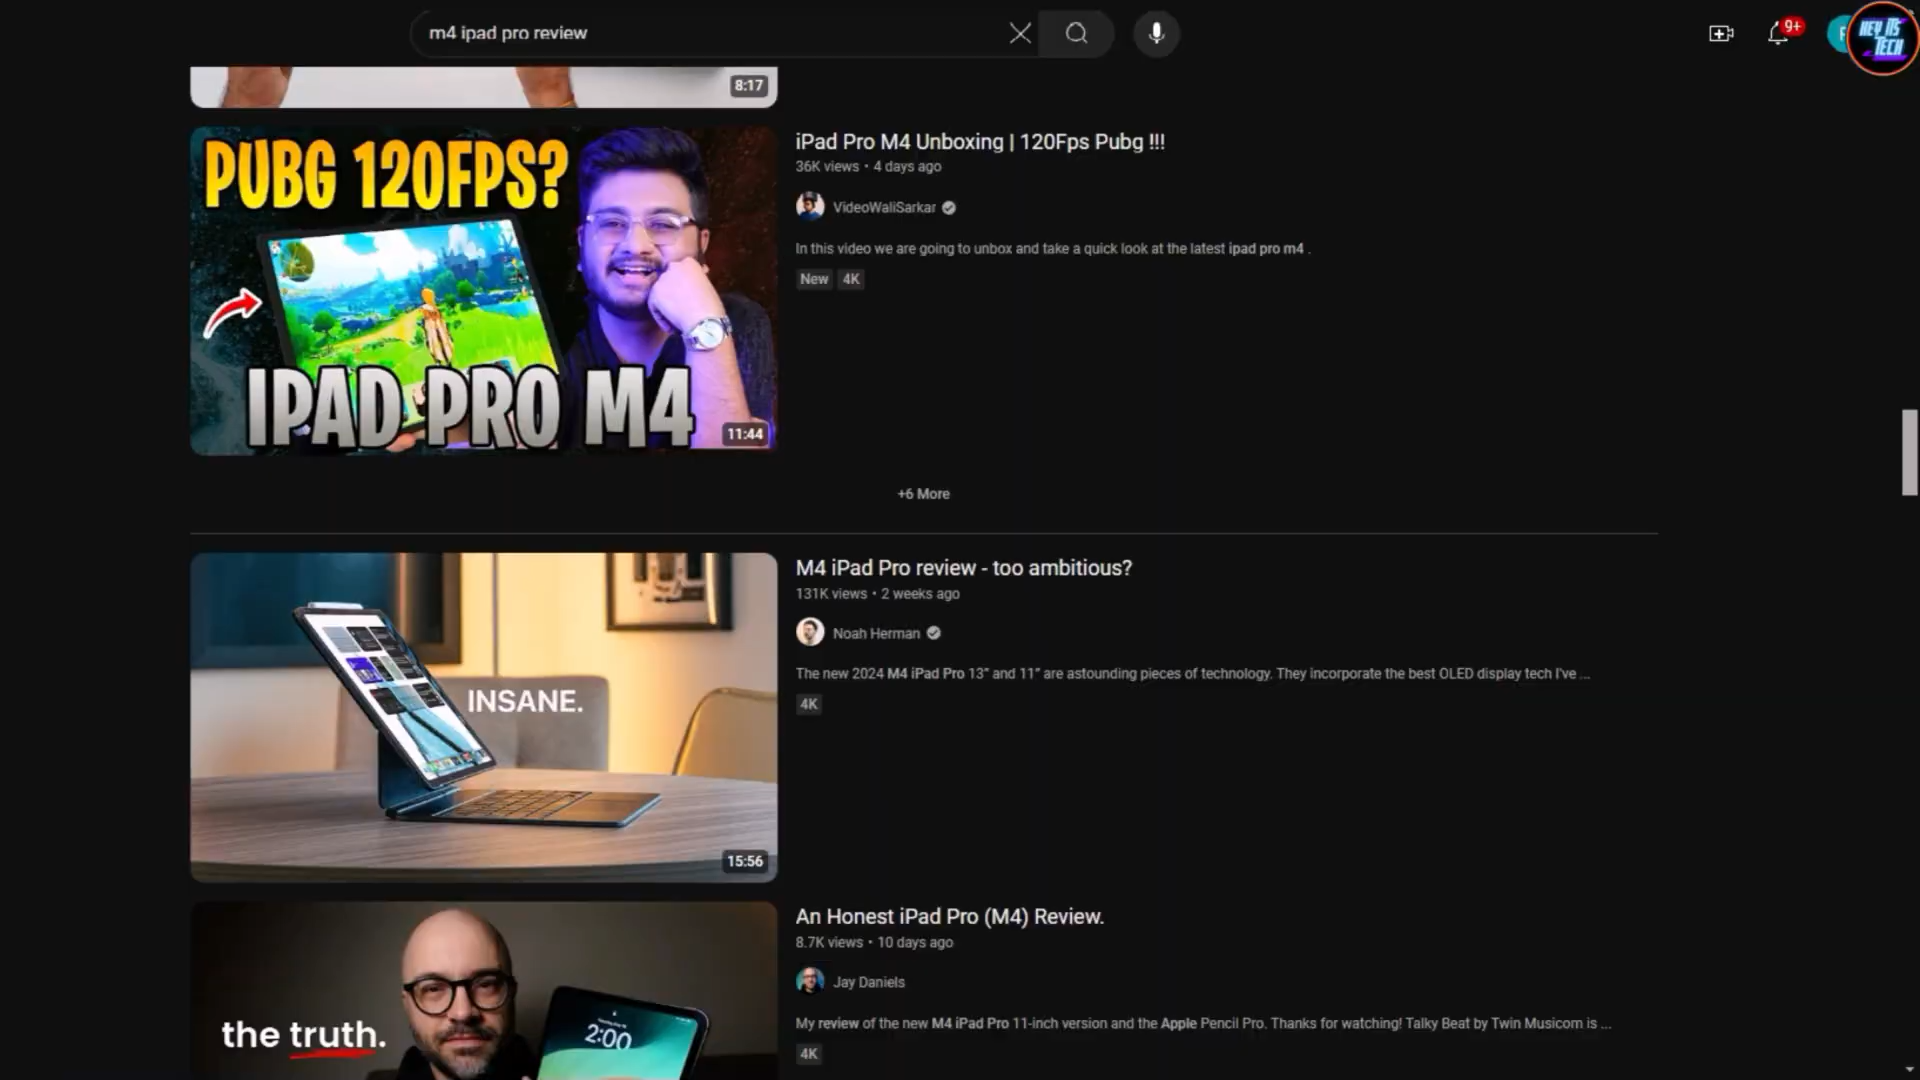 m4 ipad pro review
9+
HEY ITS
TECH
8:17
PUBG 120FPS?
IPAD PRO M4
11:44
iPad Pro M4 Unboxing | 120Fps Pubg !!!
36K views • 4 days ago
VideoWaliSarkar
In this video we are going to unbox and take a quick look at the latest ipad pro m4 .
New 4K
+6 More
INSANE.
15:56
M4 iPad Pro review - too ambitious?
131K views • 2 weeks ago
Noah Herman
The new 2024 M4 iPad Pro 13” and 11” are astounding pieces of technology. They incorporate the best OLED display tech I've ...
4K
the truth.
2:00
An Honest iPad Pro (M4) Review.
8.7K views • 10 days ago
Jay Daniels
My review of the new M4 iPad Pro 11-inch version and the Apple Pencil Pro. Thanks for watching! Talky Beat by Twin Musicom is ...
4K